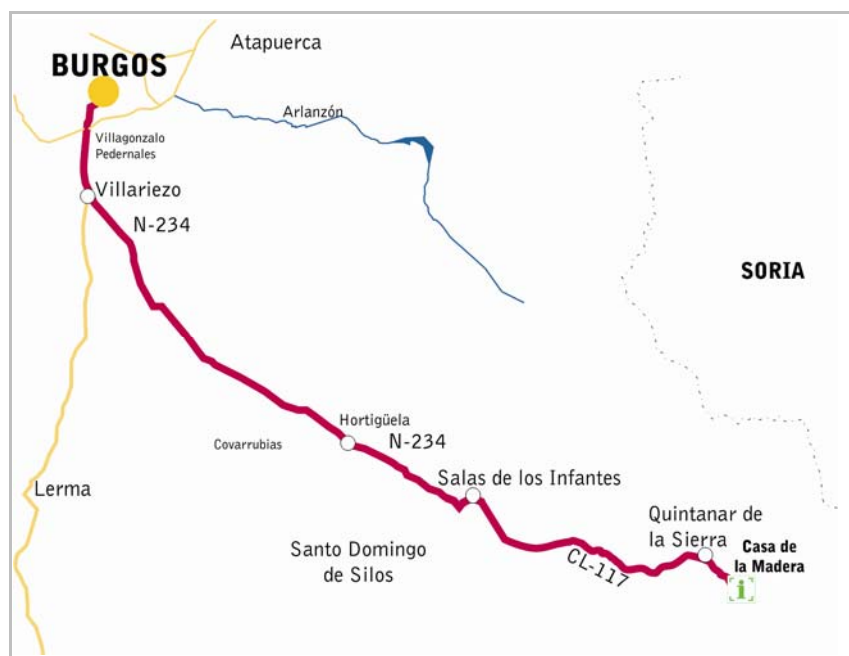 Atapuerca
BURGOS
Arlanzón
Villagonzalo
Pedernales
Villariezo
N-234
SORIA
Hortigüela
Covarrubias
N-234
Salas de los Infantes
Lerma
Quintanar de
la Sierra
Casa de
la Madera
Santo Domingo
de Silos
CL-117
i